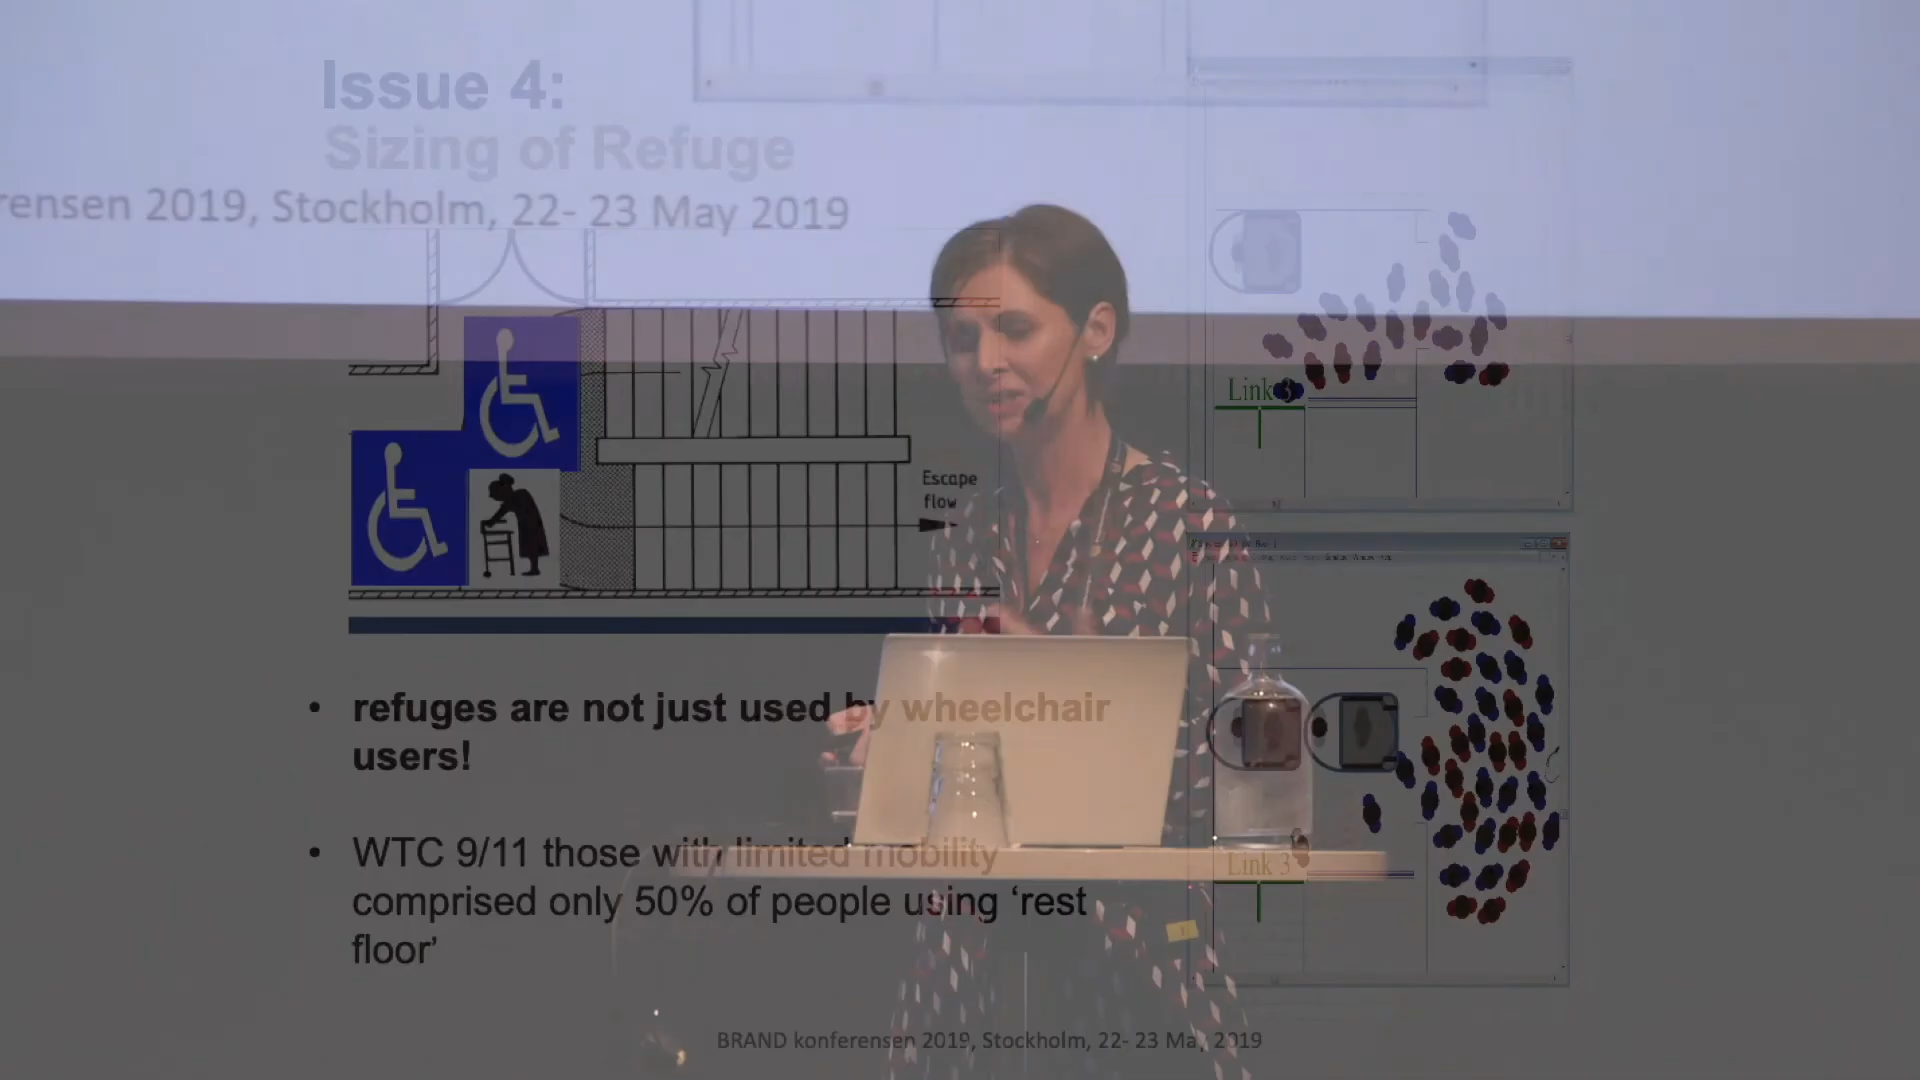 Issue 4:
Sizing of Refuge
rensen 2019, Stockholm, 22- 23 May 2019
Link 3
Escape
flow
• refuges are not just used by wheelchair
users!
• WTC 9/11 those with limited mobility
comprised only 50% of people using ‘rest
floor’
Link 3
BRAND konferensen 2019, Stockholm, 22- 23 May 2019